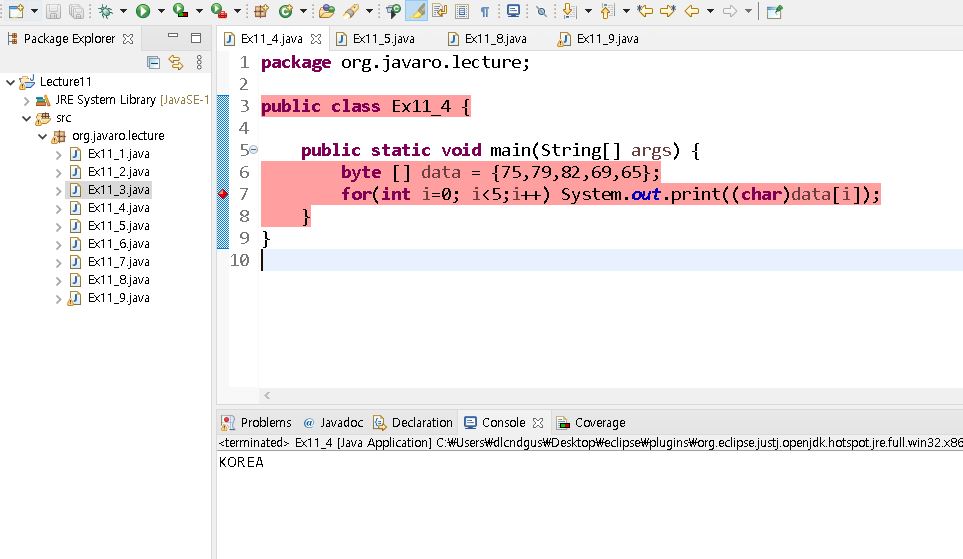 Package Explorer
Lecture11
JRE System Library [JavaSE-1
src
org.javaro.lecture
Ex11_1.java
Ex11_2.java
Ex11_3.java
Ex11_4.java
Ex11_5.java
Ex11_6.java
Ex11_7.java
Ex11_8.java
Ex11_9.java
Ex11_4.java Ex11_5.java Ex11_8.java Ex11_9.java
1 package org.javaro.lecture;
2
3 public class Ex11_4 {
4
5 public static void main(String[] args) {
6 byte [] data = {75,79,82,69,65};
7 for(int i=0; i<5;i++) System.out.print((char)data[i]);
8 }
9 }
10
Problems @ Javadoc Declaration Console Coverage
<terminated> Ex11_4 [Java Application] C:₩Users₩dlcndgus₩Desktop₩eclipse₩plugins₩org.eclipse.justj.openjdk.hotspot.jre.full.win32.x86
KOREA